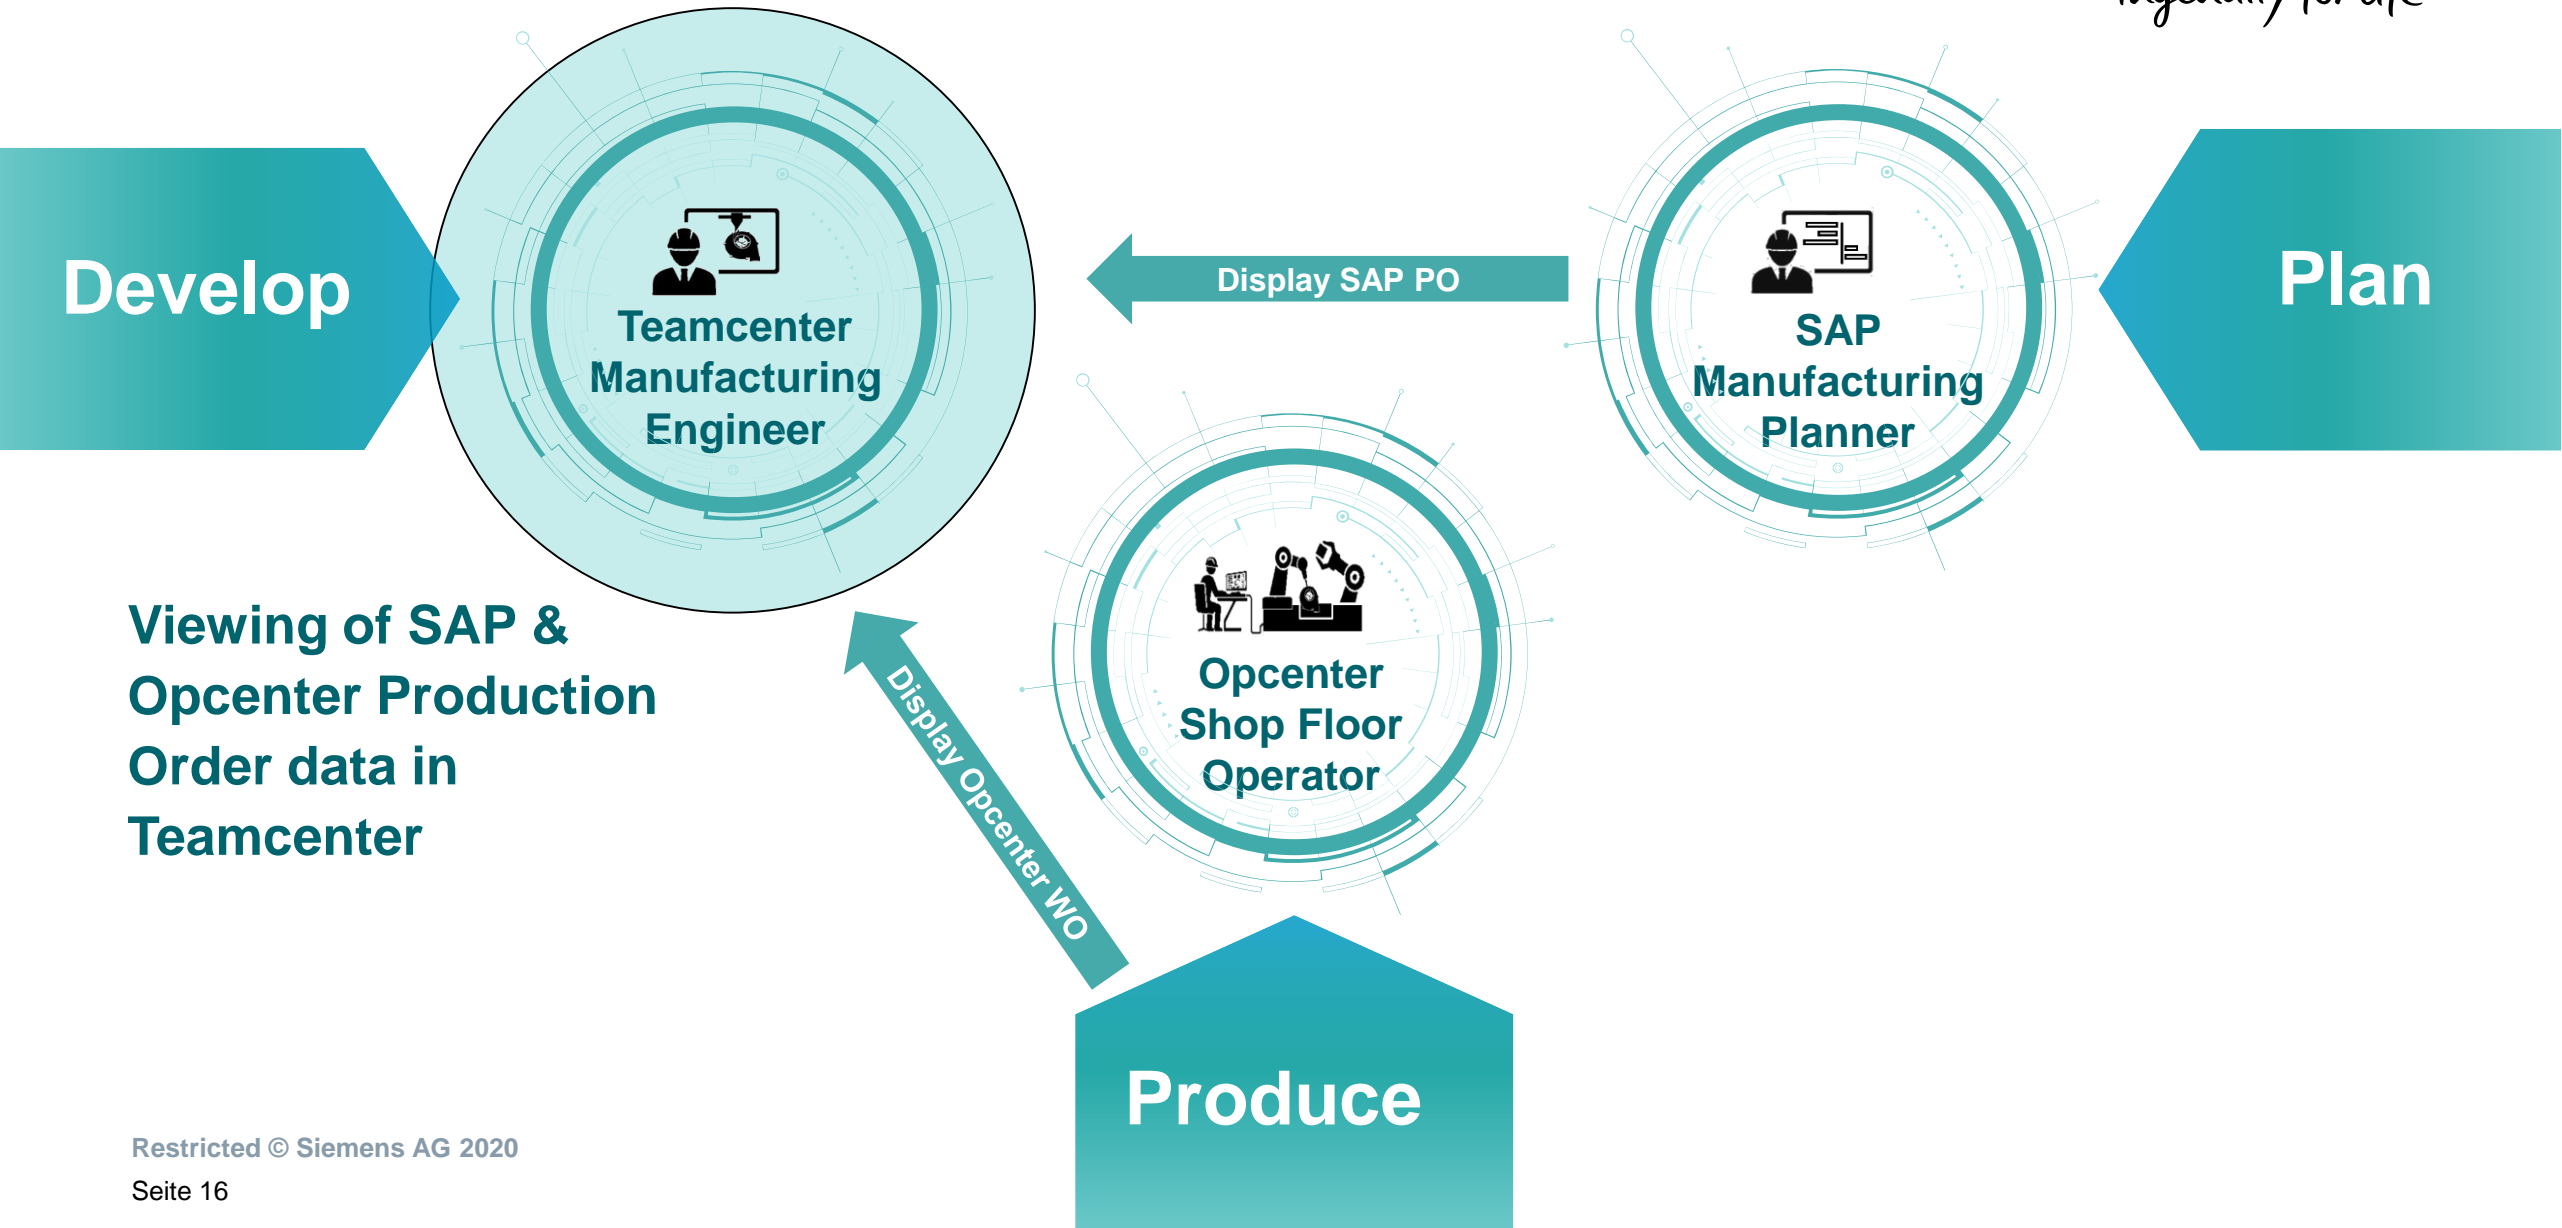 Develop
Teamcenter
Manufacturing
Engineer
Display SAP PO
SAP
Manufacturing
Planner
Plan
Opcenter
Shop Floor
Operator
Display Opcenter WO
Viewing of SAP &
Opcenter Production
Order data in
Teamcenter
Produce
Restricted © Siemens AG 2020
Seite 16